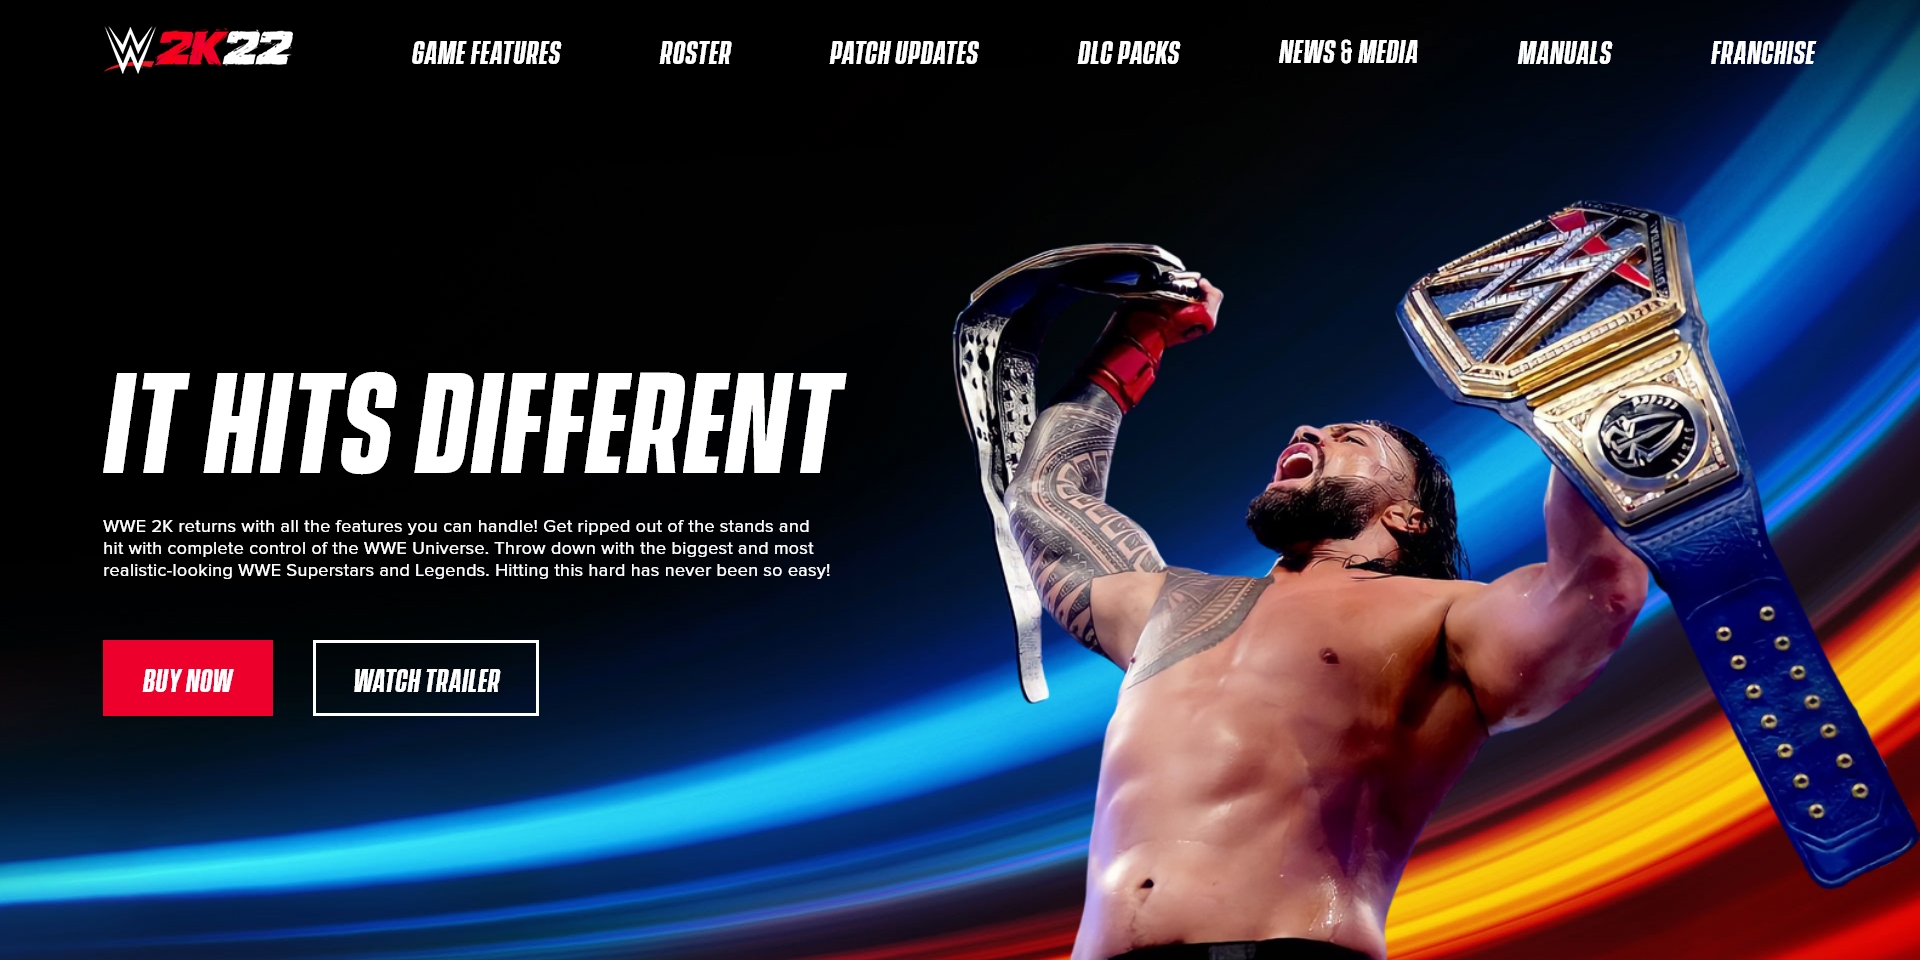 W 2K22
GAME FEATURES
ROSTER
PATCH UPDATES
DLC PACKS
NEWS & MEDIA
MANUALS
FRANCHISE
IT HITS DIFFERENT
WWE 2K returns with all the features you can handle! Get ripped out of the stands and
hit with complete control of the WWE Universe. Throw down with the biggest and most
realistic-looking WWE Superstars and Legends. Hitting this hard has never been so easy!
BUY NOW
WATCH TRAILER